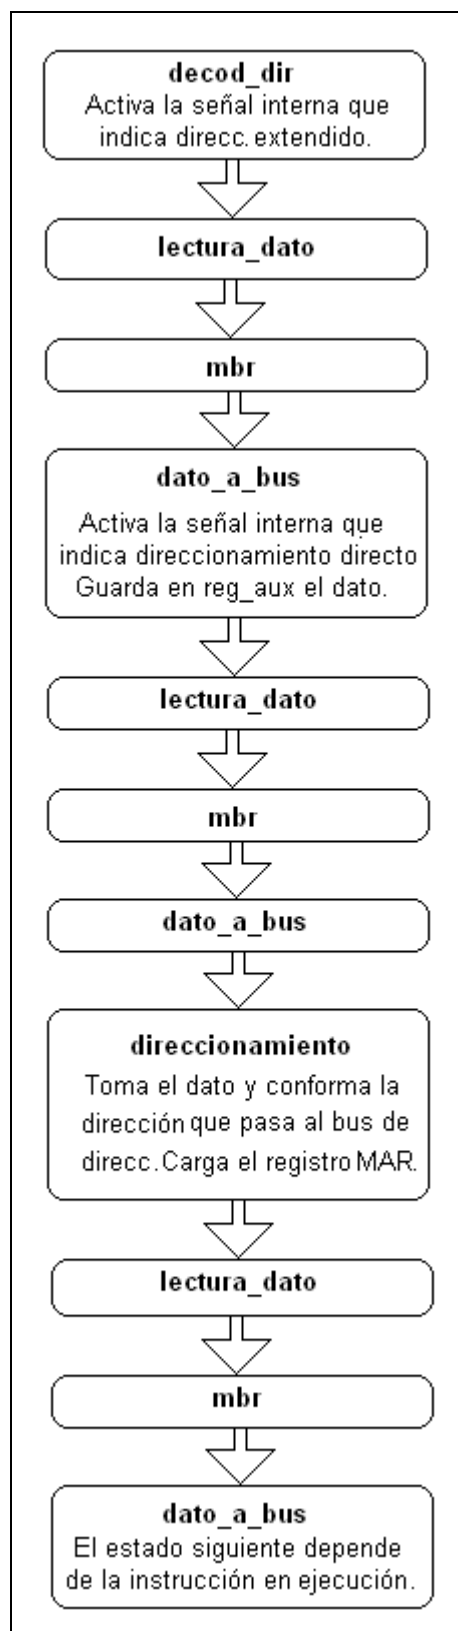 decod_dir
Activa la señal interna que
indica direcc. extendido.
lectura_dato
mbr
dato_a_bus
Activa la señal interna que
indica direccionamiento directo
Guarda en reg_aux el dato.
lectura_dato
mbr
dato_a_bus
direccionamiento
Toma el dato y conforma la
dirección que pasa al bus de
direcc. Carga el registro MAR.
lectura_dato
mbr
dato_a_bus
El estado siguiente depende
de la instrucción en ejecución.